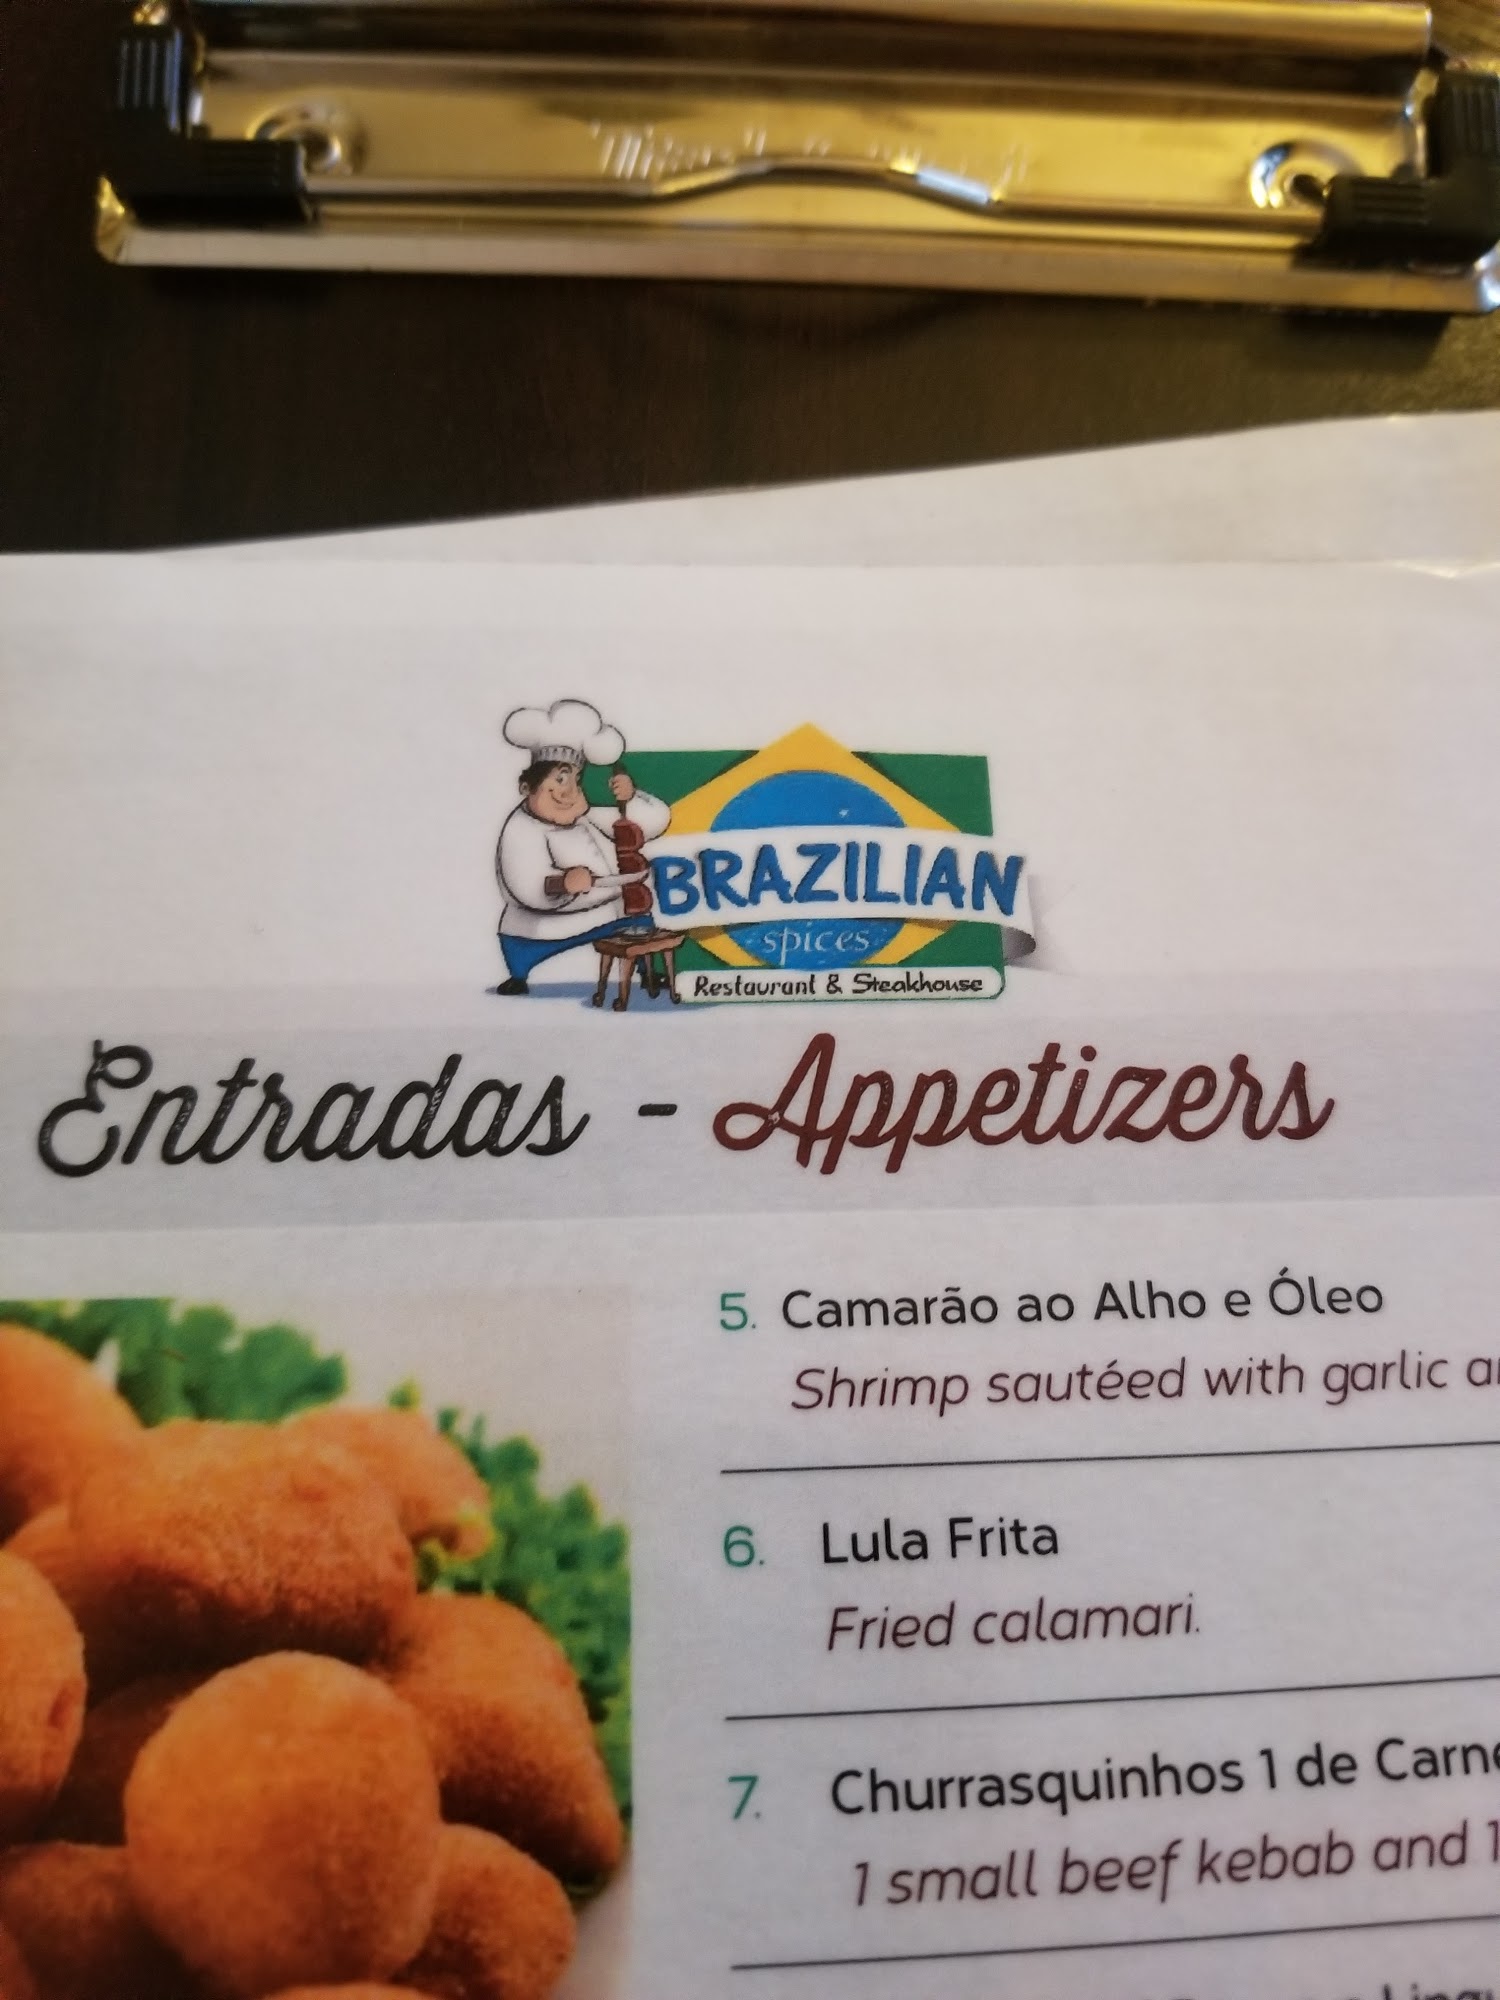 BRAZILIAN
spices
Restaurant & Steakhouse
Entradas - Appetizers
5. Camarão ao Alho e Óleo
Shrimp sautéed with garlic
6. Lula Frita
Fried calamari.
7. Churrasquinhos 1 de
1 small beef kebab and 1